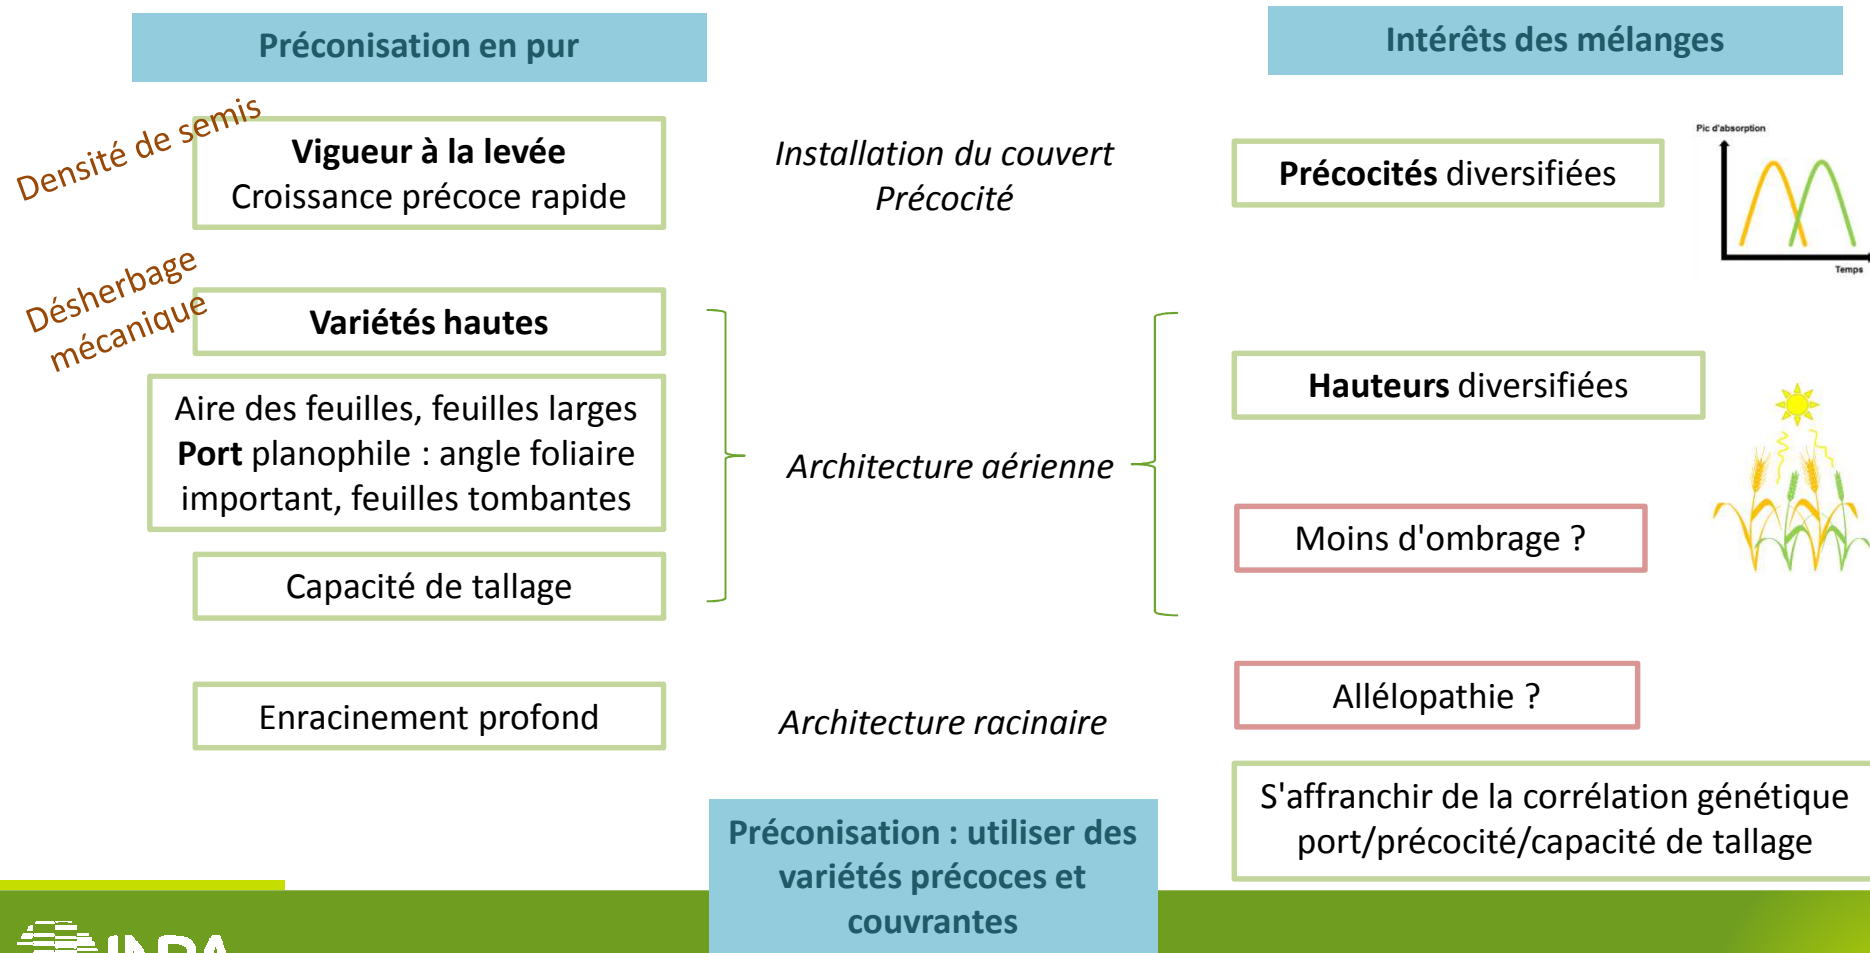 Préconisation en pur
Intérêts des mélanges
Densité de semis
Vigueur à la levée
Croissance précoce rapide
Installation du couvert
Précocité
Précocités diversifiées
Pic d'absorption
Temps
Désherbage
mécanique
Variétés hautes
Aire des feuilles, feuilles larges
Port planophile : angle foliaire
important, feuilles tombantes
Capacité de tallage
Architecture aérienne
Hauteurs diversifiées
Moins d'ombrage ?
Enracinement profond
Architecture racinaire
Allélopathie ?
S'affranchir de la corrélation génétique
port/précocité/capacité de tallage
Préconisation : utiliser des
variétés précoces et
couvrantes
INRA